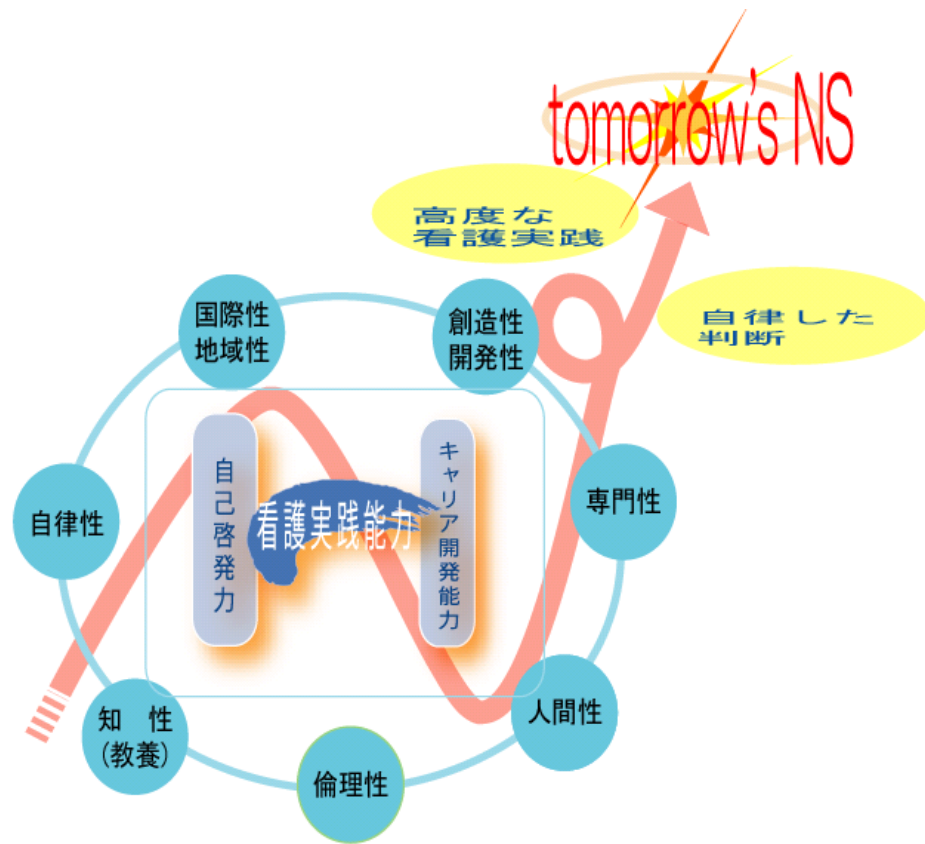 tomorrow's NS
高度な
看護実践
自律した
判断
国際性
地域性
創造性
開発性
自律性
専門性
自己啓発力
看護実践能力
キャリア開発能力
知　性
(教養)
人間性
倫理性